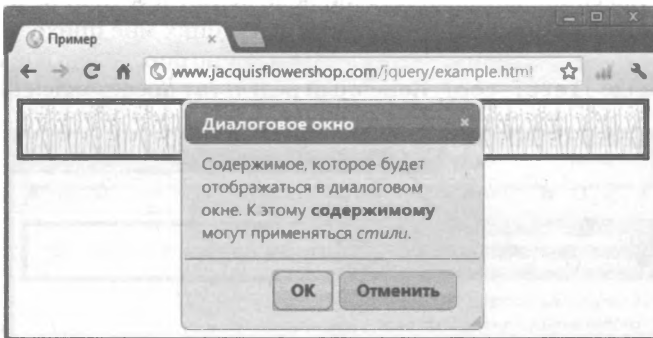 Пример
www.jacquisflowershop.com/jquery/example.html
Диалоговое окно
Содержимое, которое будет
отображаться в диалоговом
окне. К этому содержимому
могут применяться стили.
OK
Отменить